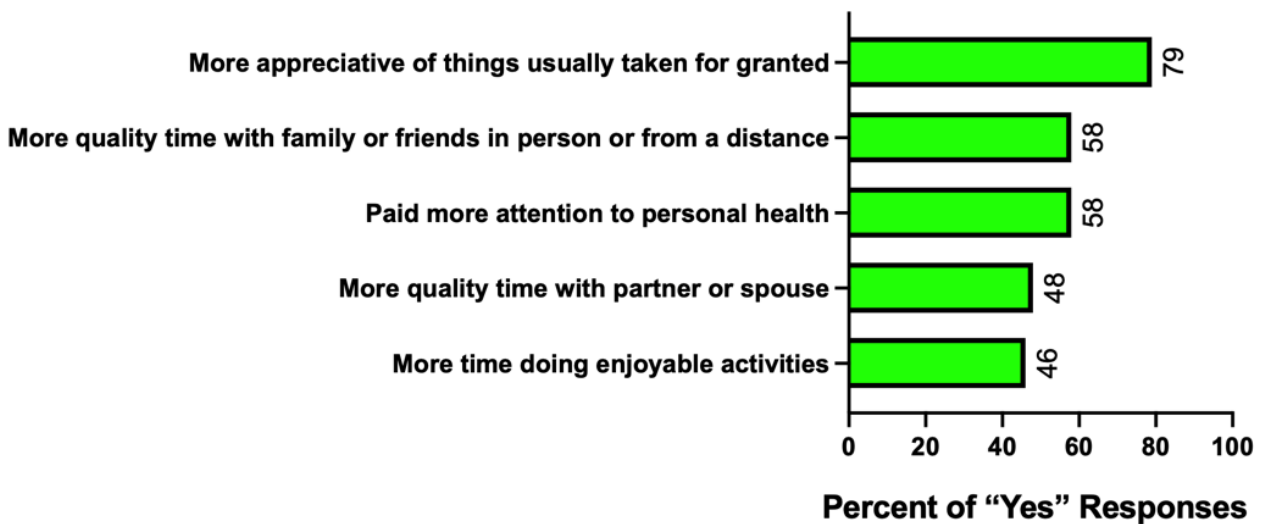 More appreciative of things usually taken for granted 79
More quality time with family or friends in person or from a distance 58
Paid more attention to personal health 58
More quality time with partner or spouse 48
More time doing enjoyable activities 46
0 20 40 60 80 100
Percent of “Yes” Responses